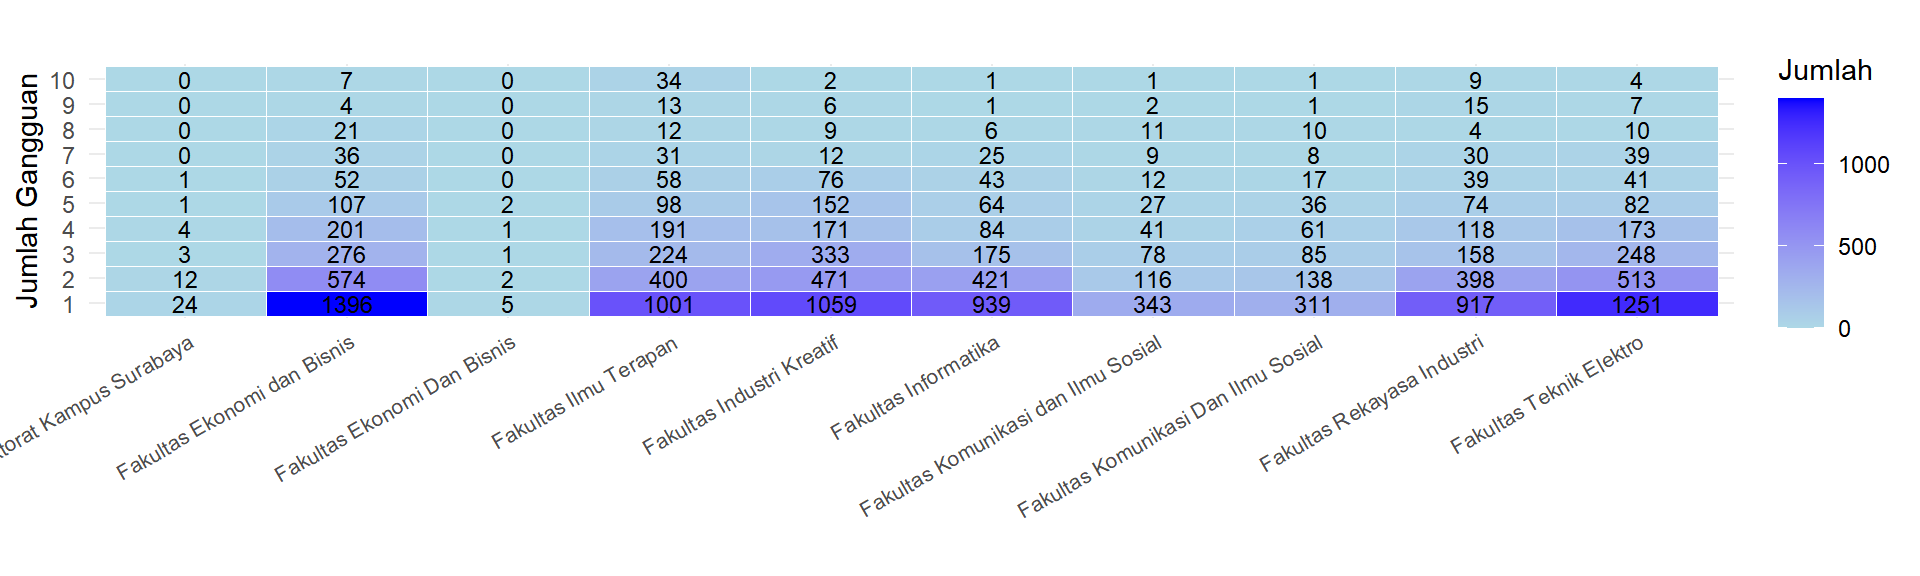 Jumlah Gangguan
10 0 7 0 34 2 1 1 1 9 4
9 0 4 0 13 6 1 2 1 15 7
8 0 21 0 12 9 6 11 10 4 10
7 0 36 0 31 12 25 9 8 30 39
6 1 52 0 58 76 43 12 17 39 41
5 1 107 2 98 152 64 27 36 74 82
4 4 201 1 191 171 84 41 61 118 173
3 3 276 1 224 333 175 78 85 158 248
2 12 574 2 400 471 421 116 138 398 513
1 24 1396 5 1001 1059 939 343 311 917 1251
torat Kampus Surabaya
Fakultas Ekonomi dan Bisnis
Fakultas Ekonomi Dan Bisnis
Fakultas Ilmu Terapan
Fakultas Industri Kreatif
Fakultas Informatika
Fakultas Komunikasi dan Ilmu Sosial
Fakultas Komunikasi Dan Ilmu Sosial
Fakultas Rekayasa Industri
Fakultas Teknik Elektro
Jumlah
1000
500
0